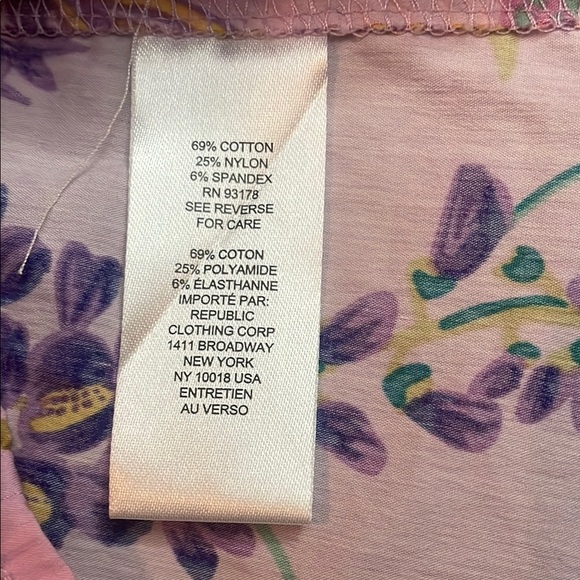 69% COTTON
25% NYLON
6% SPANDEX
RN 93178
SEE REVERSE
FOR CARE
69% COTON
25% POLYAMIDE
6% ÉLASTHANNE
IMPORTÉ PAR:
REPUBLIC
CLOTHING CORP
1411 BROADWAY
NEW YORK
NY 10018 USA
ENTRETIEN
AU VERSO